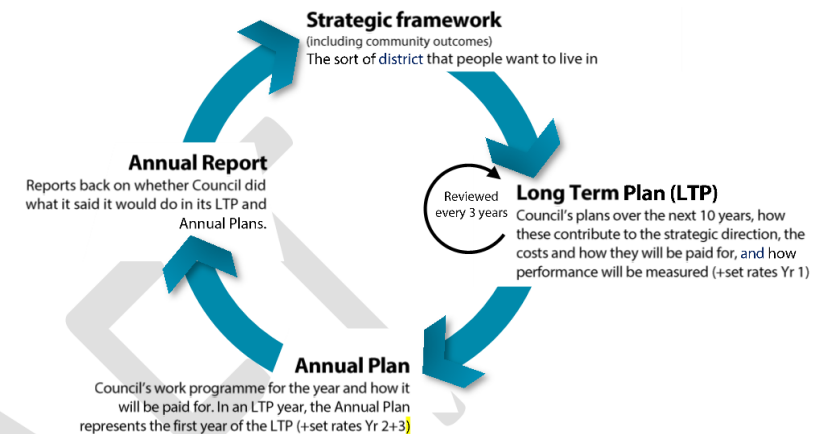 Strategic framework
(including community outcomes)
The sort of district that people want to live in
Annual Report
Reports back on whether Council did
what it said it would do in its LTP and
Annual Plans.
Reviewed
every 3 years
Long Term Plan (LTP)
Council's plans over the next 10 years, how
these contribute to the strategic direction, the
costs and how they will be paid for, and how
performance will be measured (+set rates Yr 1)
Annual Plan
Council's work programme for the year and how it
will be paid for. In an LTP year, the Annual Plan
represents the first year of the LTP (+set rates Yr 2+3)